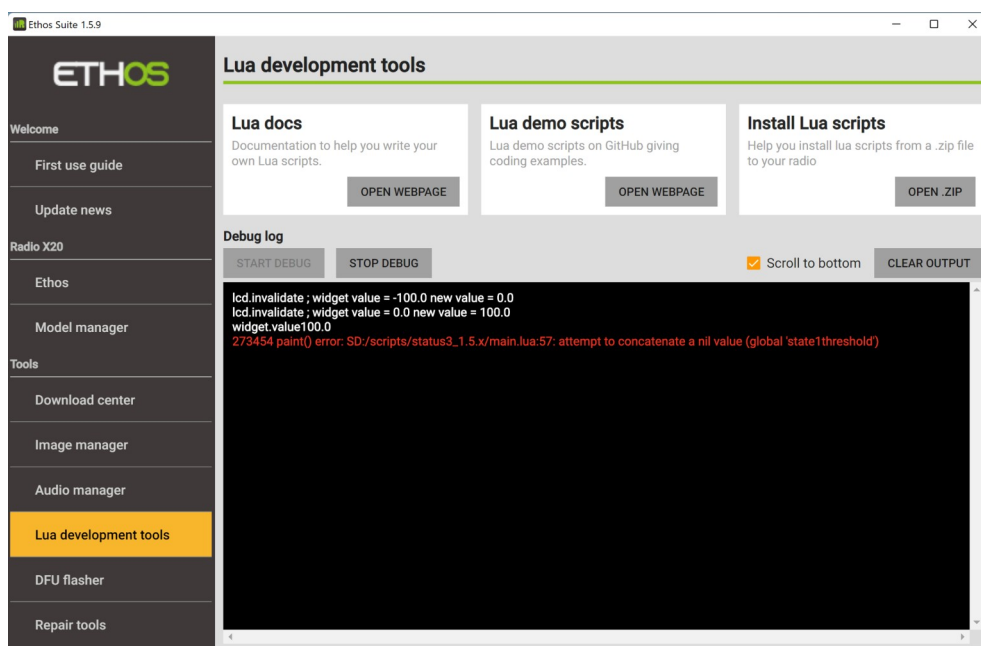 Ethos Suite 1.5.9
ETHOS
Welcome
First use guide
Update news
Radio X20
Ethos
Model manager
Tools
Download center
Image manager
Audio manager
Lua development tools
DFU flasher
Repair tools
Lua development tools
Lua docs
Documentation to help you write your
own Lua scripts.
OPEN WEBPAGE
Lua demo scripts
Lua demo scripts on GitHub giving
coding examples.
OPEN WEBPAGE
Install Lua scripts
Help you install lua scripts from a .zip file
to your radio
OPEN .ZIP
Debug log
START DEBUG
STOP DEBUG
Scroll to bottom
CLEAR OUTPUT
lcd.invalidate ; widget value = -100.0 new value = 0.0
lcd.invalidate ; widget value = 0.0 new value = 100.0
widget.value100.0
273454 paint() error: SD:/scripts/status3_1.5.x/main.lua:57: attempt to concatenate a nil value (global 'state1threshold')